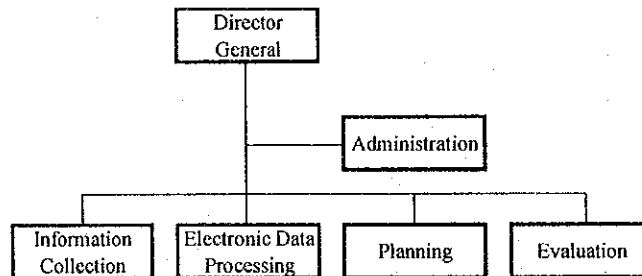 Director
General
Administration
Information
Collection
Electronic Data
Processing
Planning
Evaluation